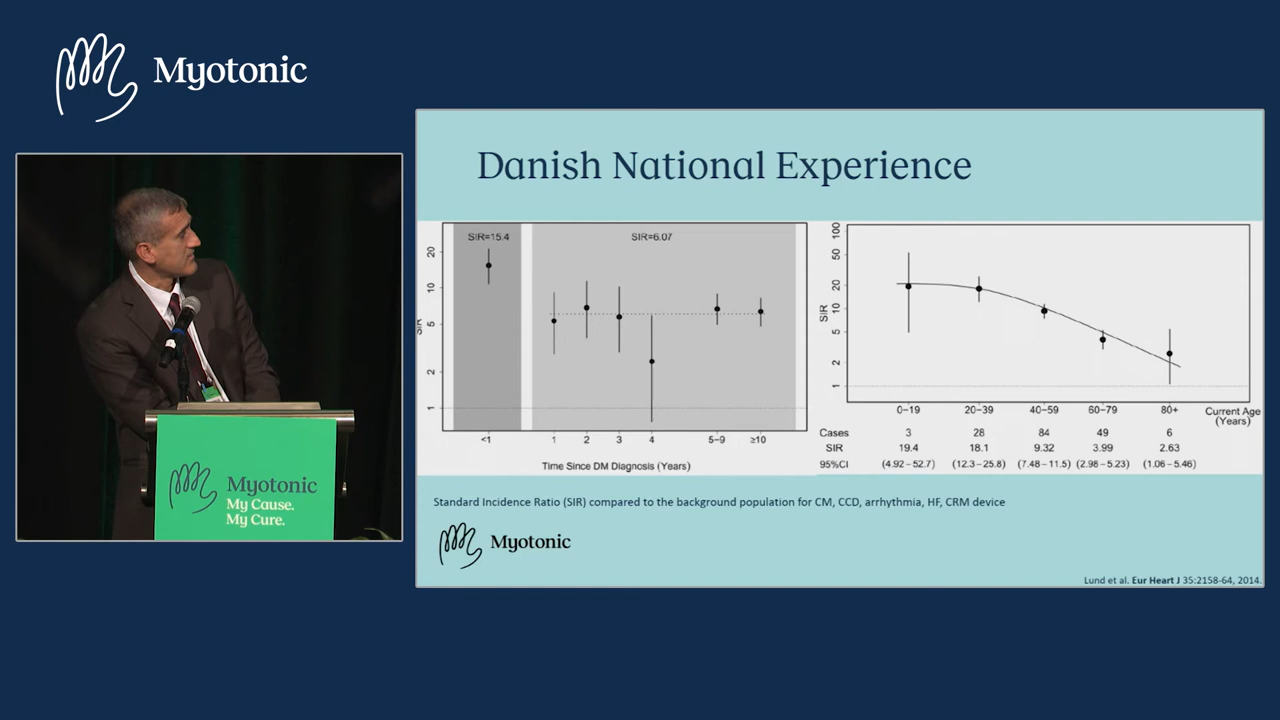 Myotonic
Danish National Experience
SIR=15.4
SIR=6.07
SIR
20
10
5
2
1
<1
1
2
3
4
5–9
≥10
Time Since DM Diagnosis (Years)
SIR
100
50
20
10
5
2
1
0–19
20–39
40–59
60–79
80+
Current Age
(Years)
Cases 3 28 84 49 6
SIR 19.4 18.1 9.32 3.99 2.63
95%CI (4.92–52.7) (12.3–25.8) (7.48–11.5) (2.98–5.23) (1.06–5.46)
Standard Incidence Ratio (SIR) compared to the background population for CM, CCD, arrhythmia, HF, CRM device
Myotonic
Lund et al. Eur Heart J 35:2158-64, 2014.
Myotonic
My Cause.
My Cure.